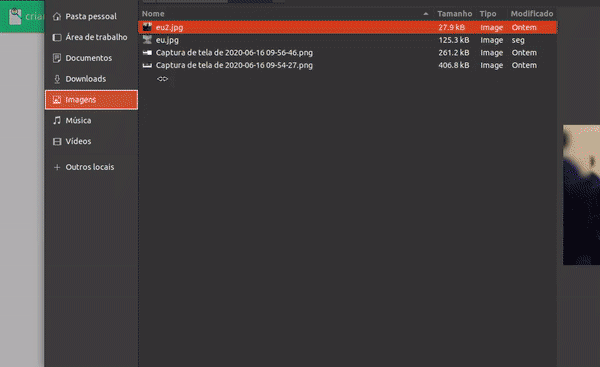 cria
Pasta pessoal
Área de trabalho
Documentos
Downloads
Imagens
Música
Vídeos
Outros locais
Nome Tamanho Tipo Modificado
eu2.jpg 27.9 kB Image Ontem
eu.jpg 125.3 kB Image seg
Captura de tela de 2020-06-16 09-56-46.png 261.2 kB Image Ontem
Captura de tela de 2020-06-16 09-54-27.png 406.8 kB Image Ontem